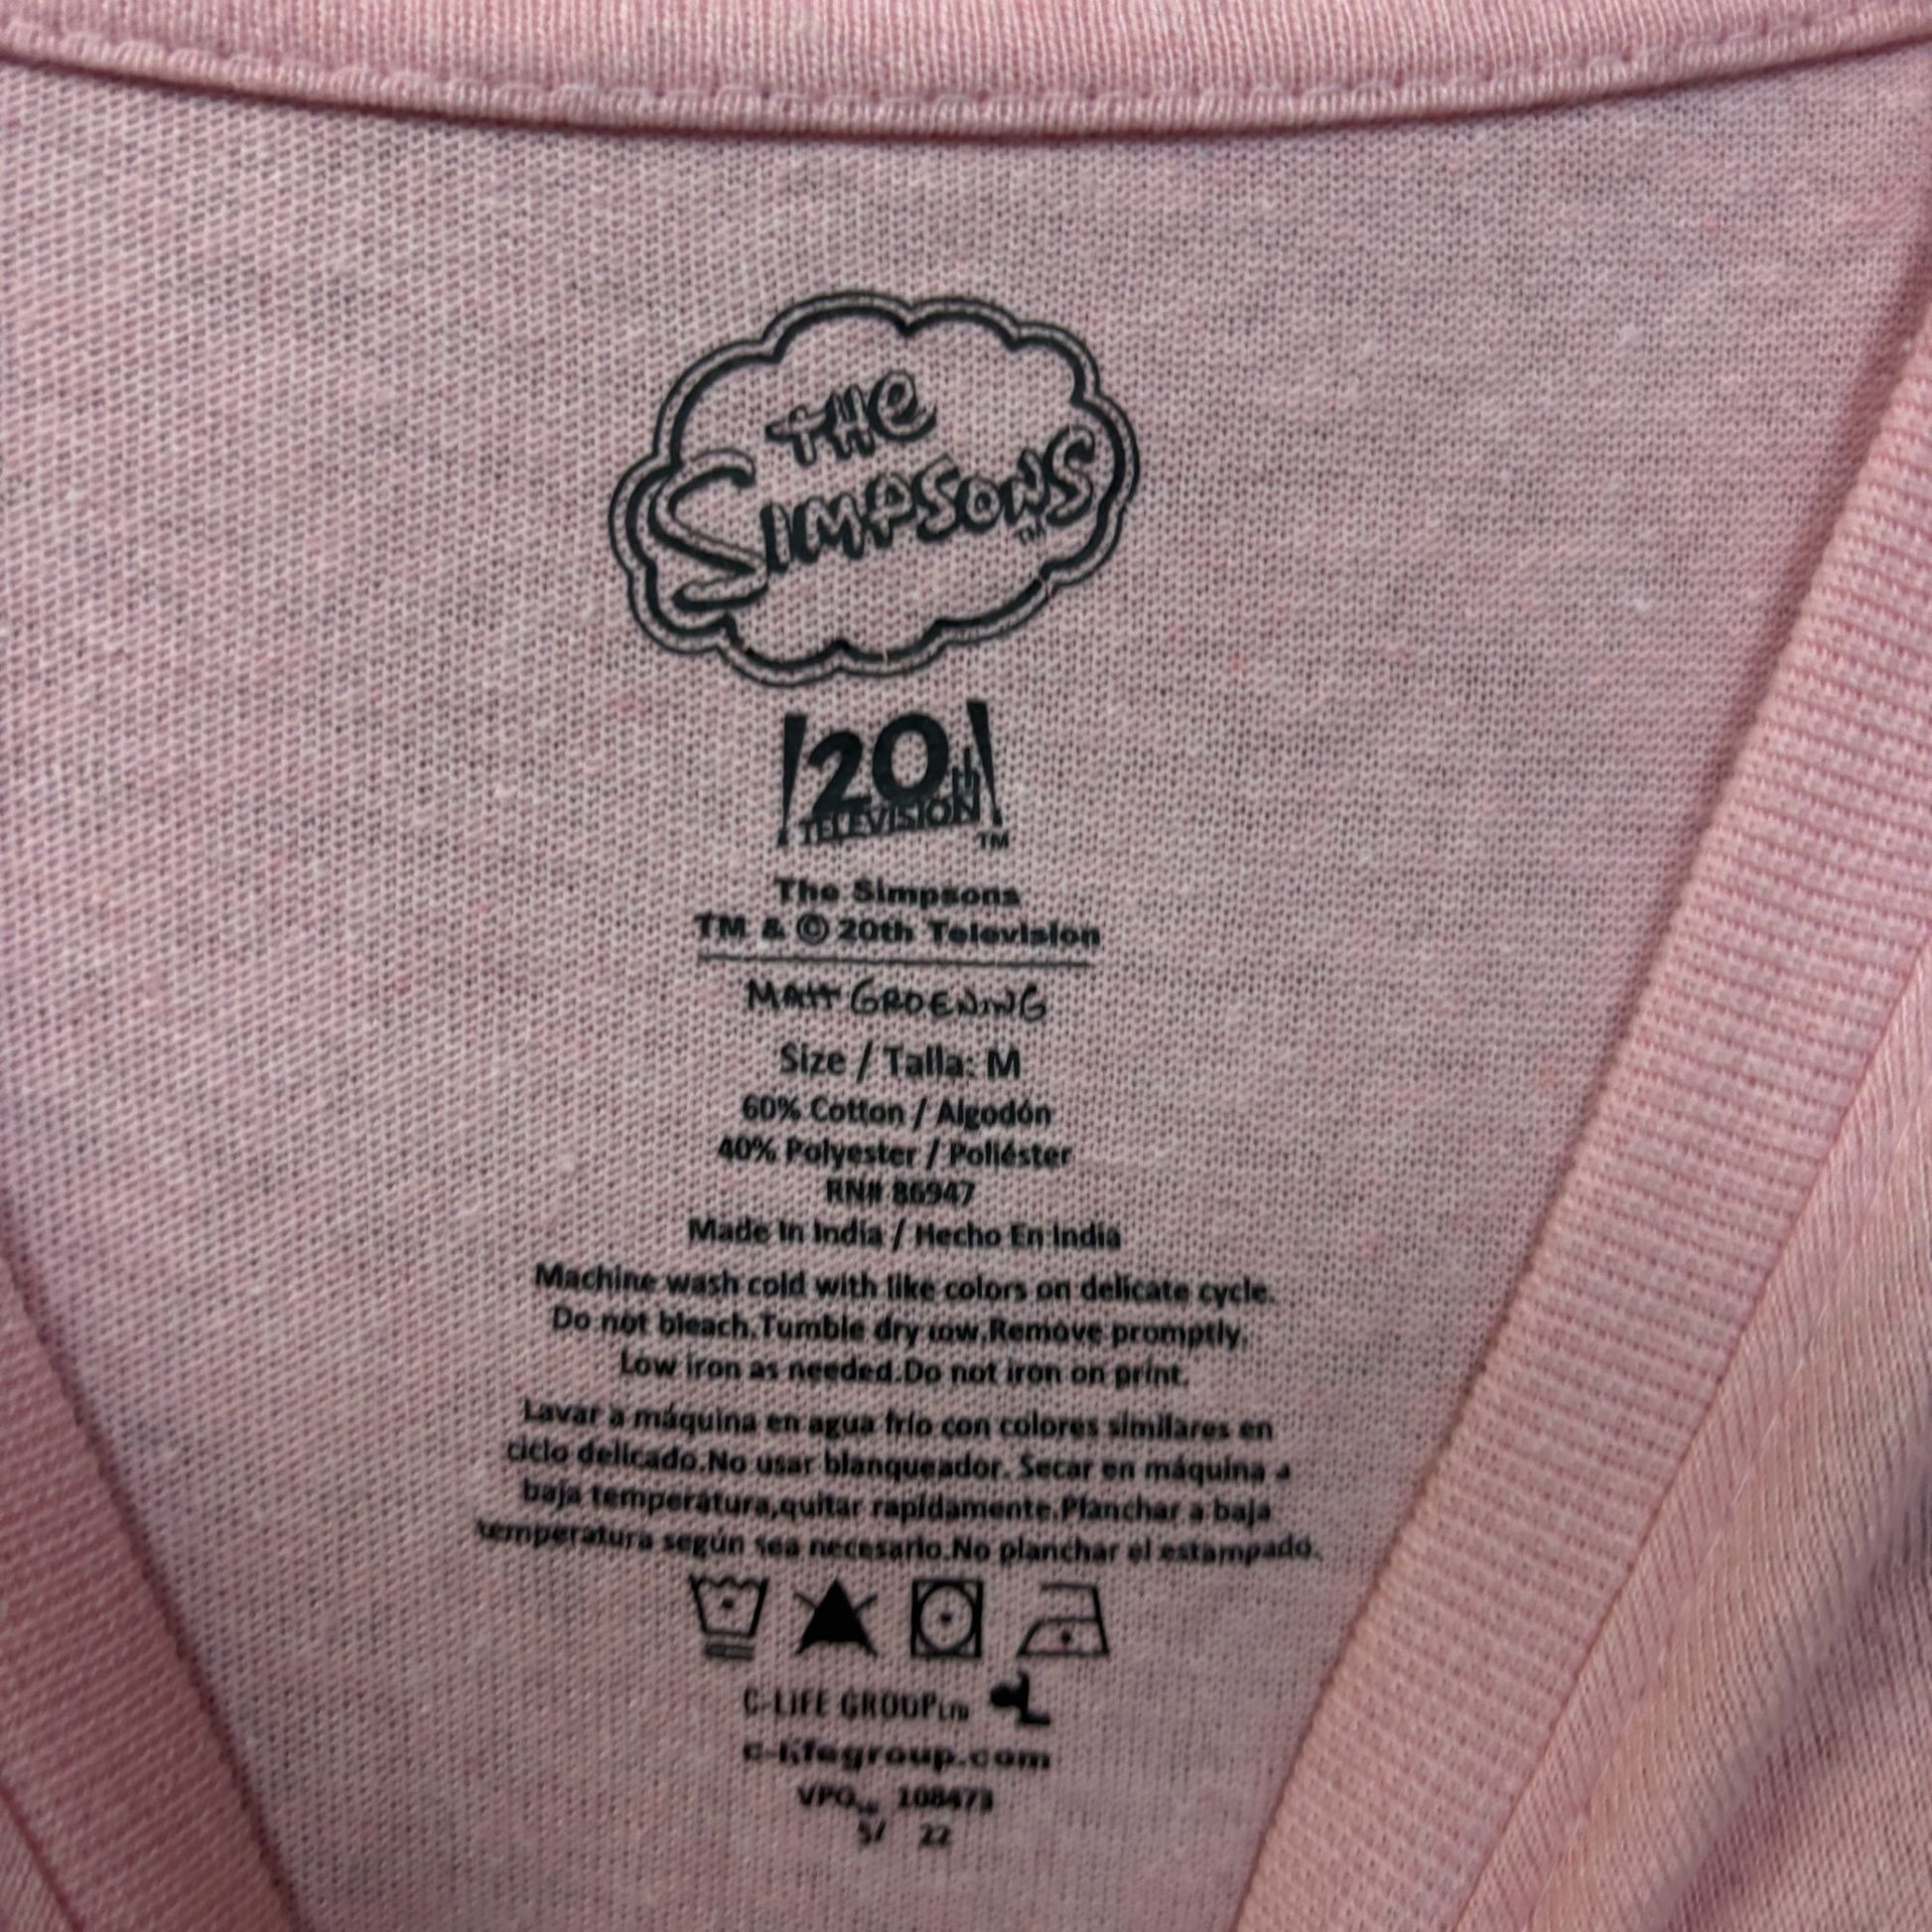 THE
SIMPSONS
TM
20th
TELEVISION
TM
The Simpsons
TM & © 20th Television
MATT GROENING
Size / Talla: M
60% Cotton / Algodón
40% Polyester / Poliéster
RN# 86947
Made In India / Hecho En India
Machine wash cold with like colors on delicate cycle.
Do not bleach.Tumble dry low.Remove promptly.
Low iron as needed.Do not iron on print.
Lavar a máquina en agua frío con colores similares en
ciclo delicado.No usar blanqueador. Secar en máquina a
baja temperatura,quitar rapidamente.Planchar a baja
temperatura según sea necesario.No planchar el estampado.
C-LIFE GROUP LTD
c-lifegroup.com
VPO 108473
5/ 22